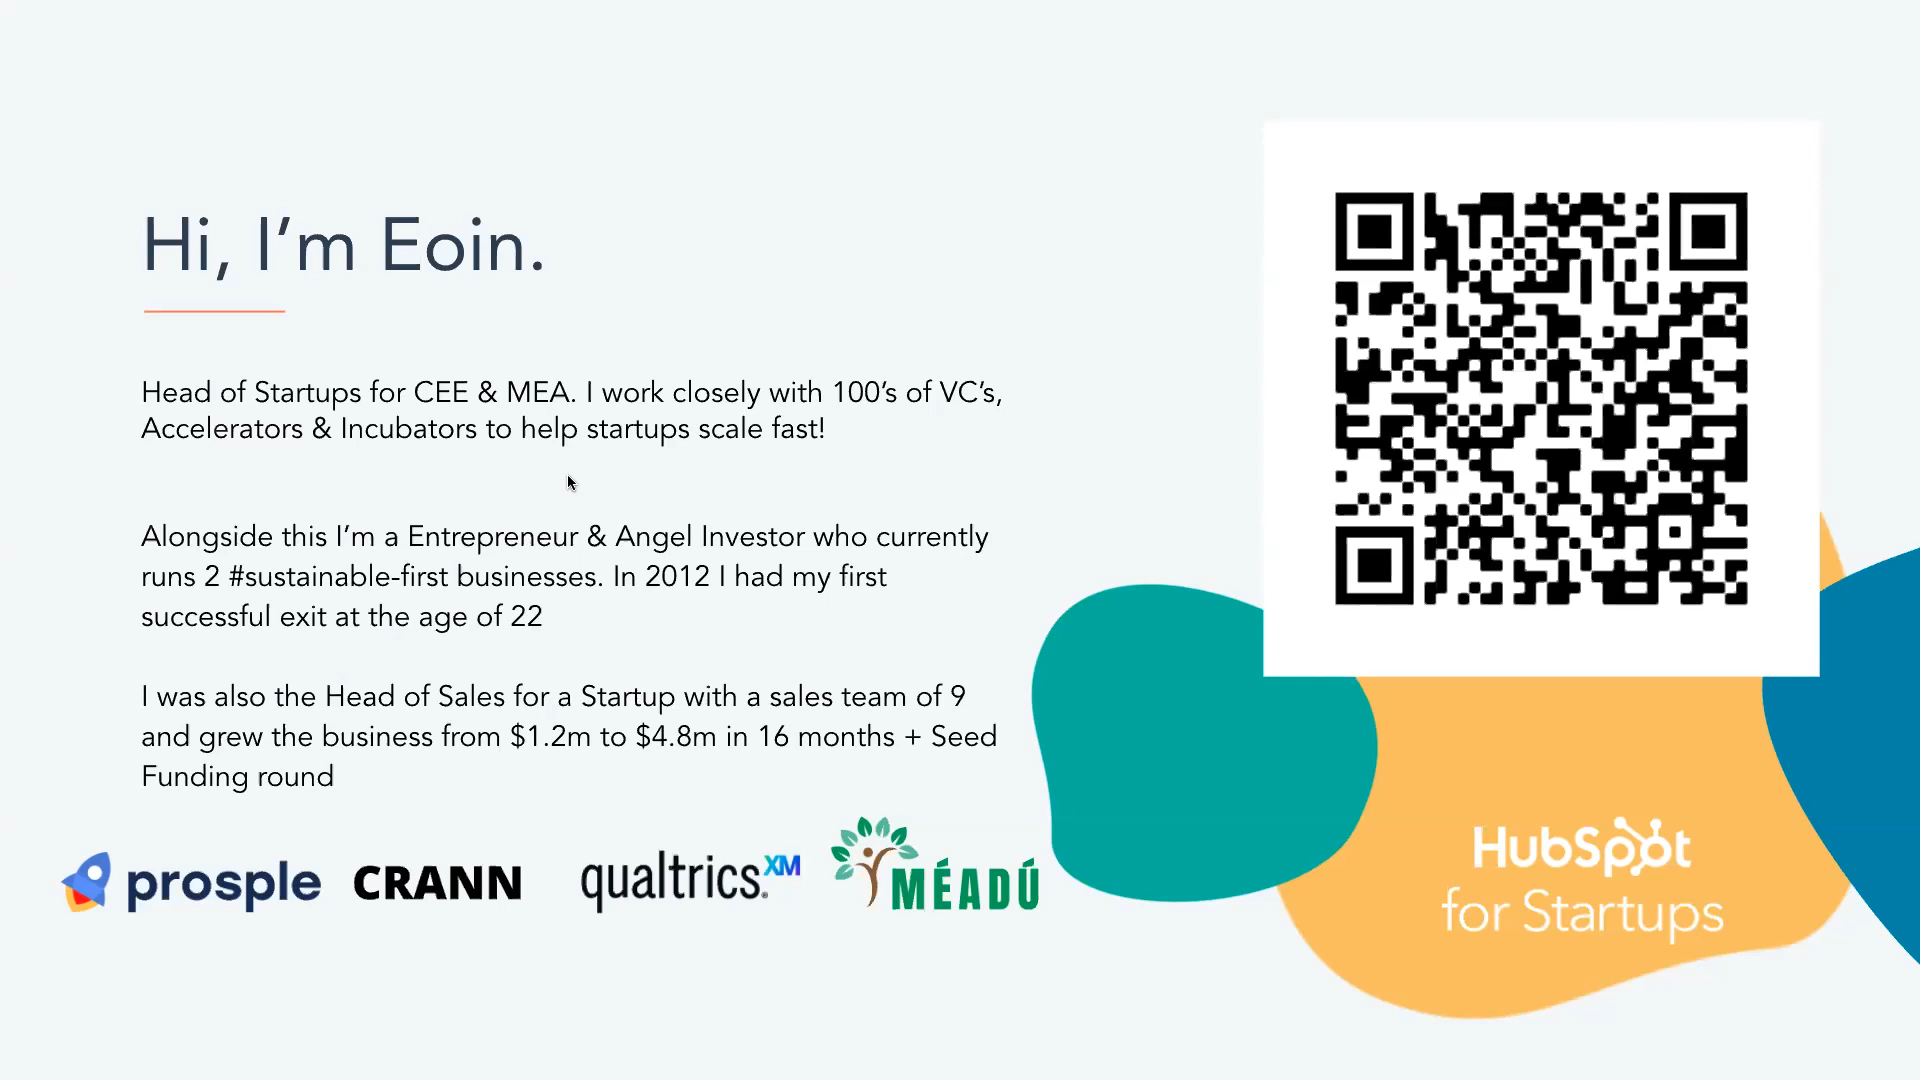 Hi, I’m Eoin.
Head of Startups for CEE & MEA. I work closely with 100’s of VC’s,
Accelerators & Incubators to help startups scale fast!
Alongside this I’m a Entrepreneur & Angel Investor who currently
runs 2 #sustainable-first businesses. In 2012 I had my first
successful exit at the age of 22
I was also the Head of Sales for a Startup with a sales team of 9
and grew the business from $1.2m to $4.8m in 16 months + Seed
Funding round
prosple
CRANN
qualtrics.XM
MÉADÚ
HubSpot
for Startups